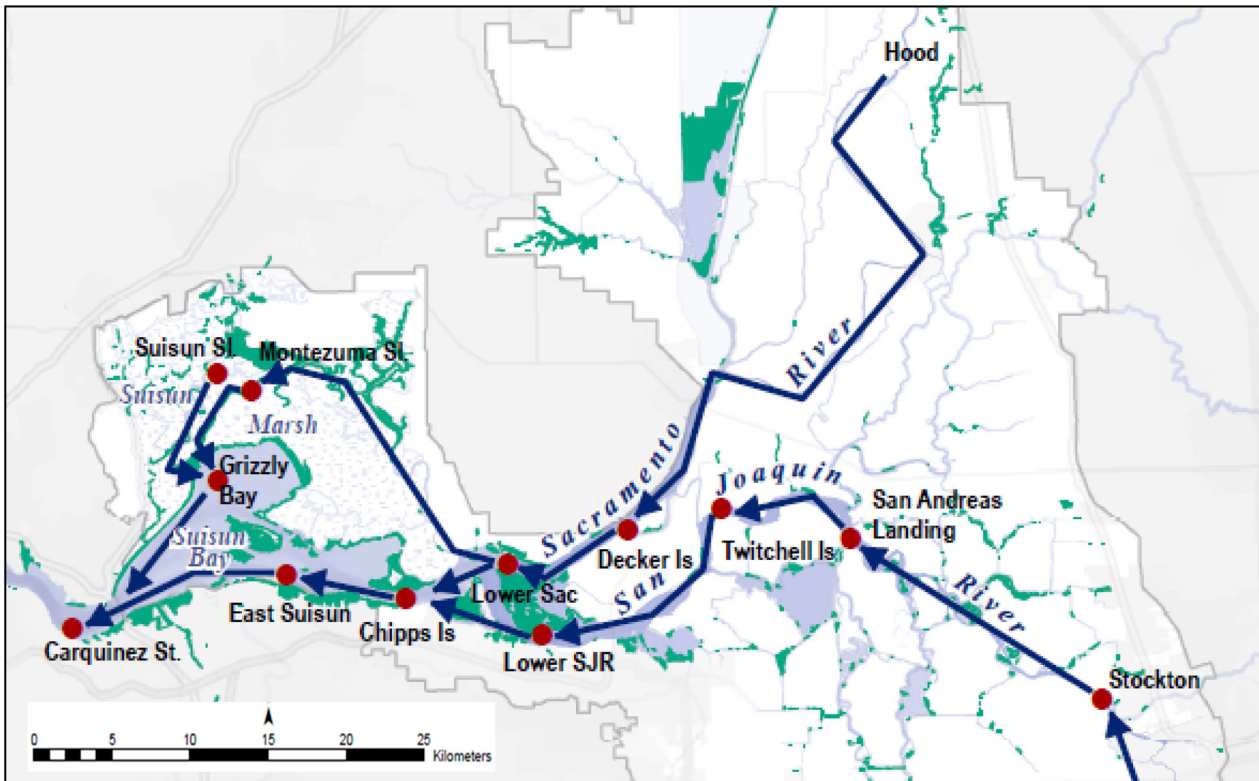 Hood
River
Suisun Sl.
Montezuma Sl.
Suisun
Marsh
Grizzly
Bay
Sacramento
Joaquin
San Andreas
Landing
Suisun
Bay
Decker Is
Twitchell Is
San
River
Lower Sac
East Suisun
Chipps Is
Carquinez St.
Lower SJR
Stockton
0 5 10 15 20 25
Kilometers